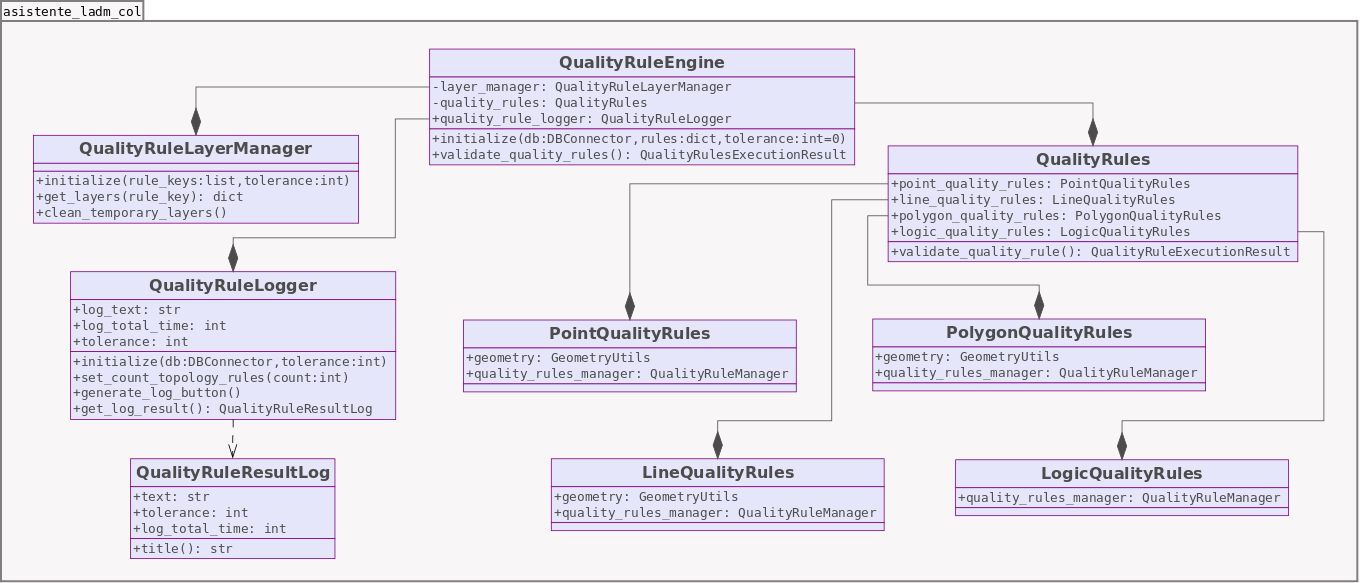 asistente_ladm_col
QualityRuleEngine
-layer_manager: QualityRuleLayerManager
-quality_rules: QualityRules
+quality_rule_logger: QualityRuleLogger
+initialize(db:DBConnector,rules:dict,tolerance:int=0)
+validate_quality_rules(): QualityRulesExecutionResult
QualityRuleLayerManager
+initialize(rule_keys:list,tolerance:int)
+get_layers(rule_key): dict
+clean_temporary_layers()
QualityRules
+point_quality_rules: PointQualityRules
+line_quality_rules: LineQualityRules
+polygon_quality_rules: PolygonQualityRules
+logic_quality_rules: LogicQualityRules
+validate_quality_rule(): QualityRuleExecutionResult
QualityRuleLogger
+log_text: str
+log_total_time: int
+tolerance: int
+initialize(db:DBConnector,tolerance:int)
+set_count_topology_rules(count:int)
+generate_log_button()
+get_log_result(): QualityRuleResultLog
PointQualityRules
+geometry: GeometryUtils
+quality_rules_manager: QualityRuleManager
PolygonQualityRules
+geometry: GeometryUtils
+quality_rules_manager: QualityRuleManager
QualityRuleResultLog
+text: str
+tolerance: int
+log_total_time: int
+title(): str
LineQualityRules
+geometry: GeometryUtils
+quality_rules_manager: QualityRuleManager
LogicQualityRules
+quality_rules_manager: QualityRuleManager